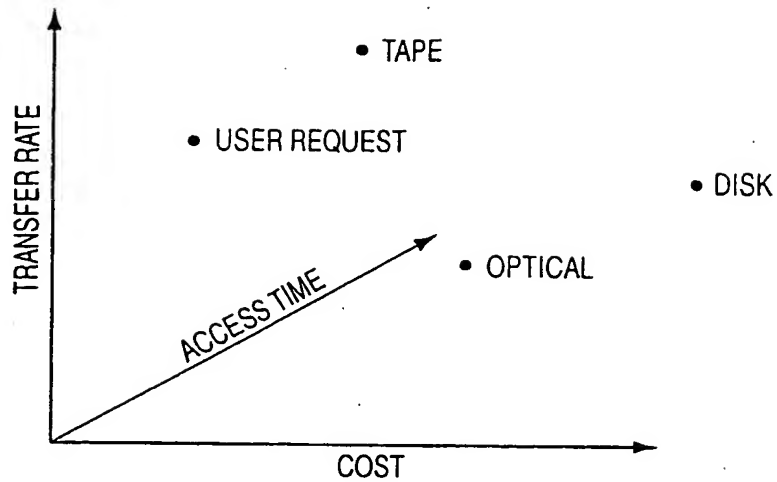 TAPE
USER REQUEST
DISK
OPTICAL
TRANSFER RATE
ACCESS TIME
COST